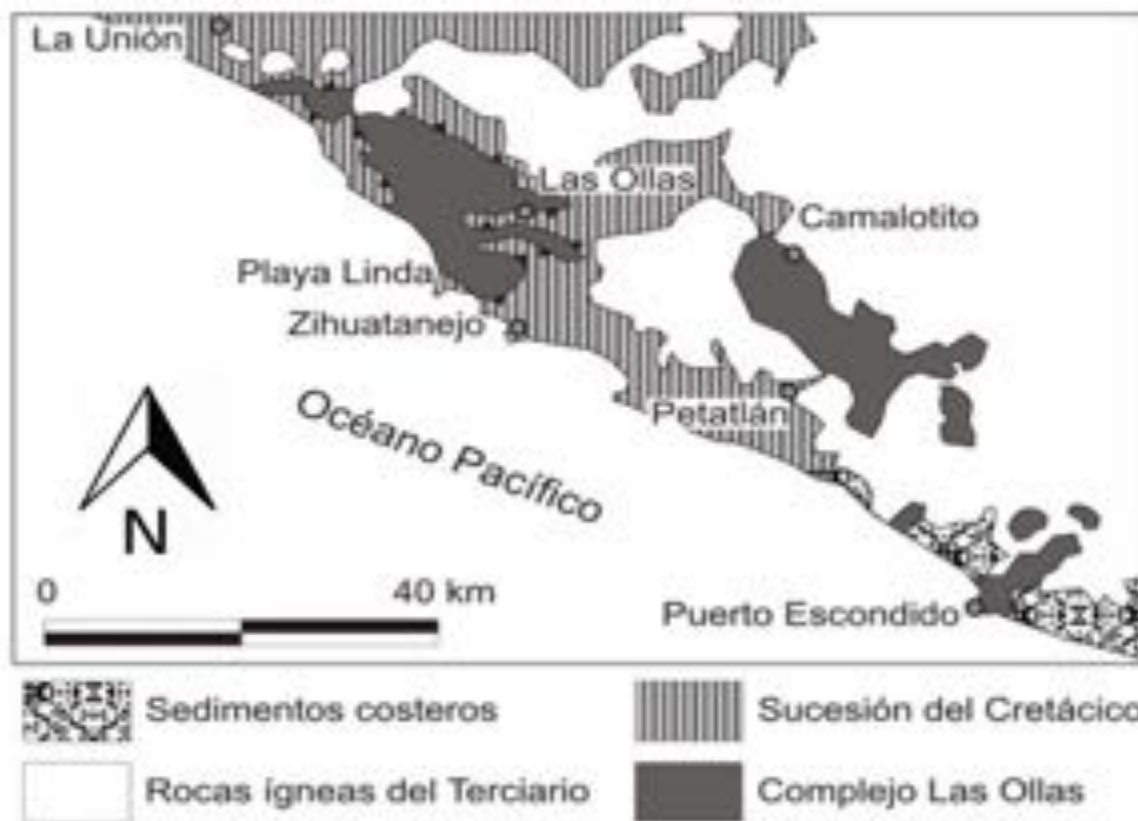 La Unión
Las Ollas
Camalotito
Playa Linda
Zihuatanejo
Petatlán
Océano Pacífico
N
0 40 km
Puerto Escondido
Sedimentos costeros
Sucesión del Cretácico
Rocas ígneas del Terciario
Complejo Las Ollas